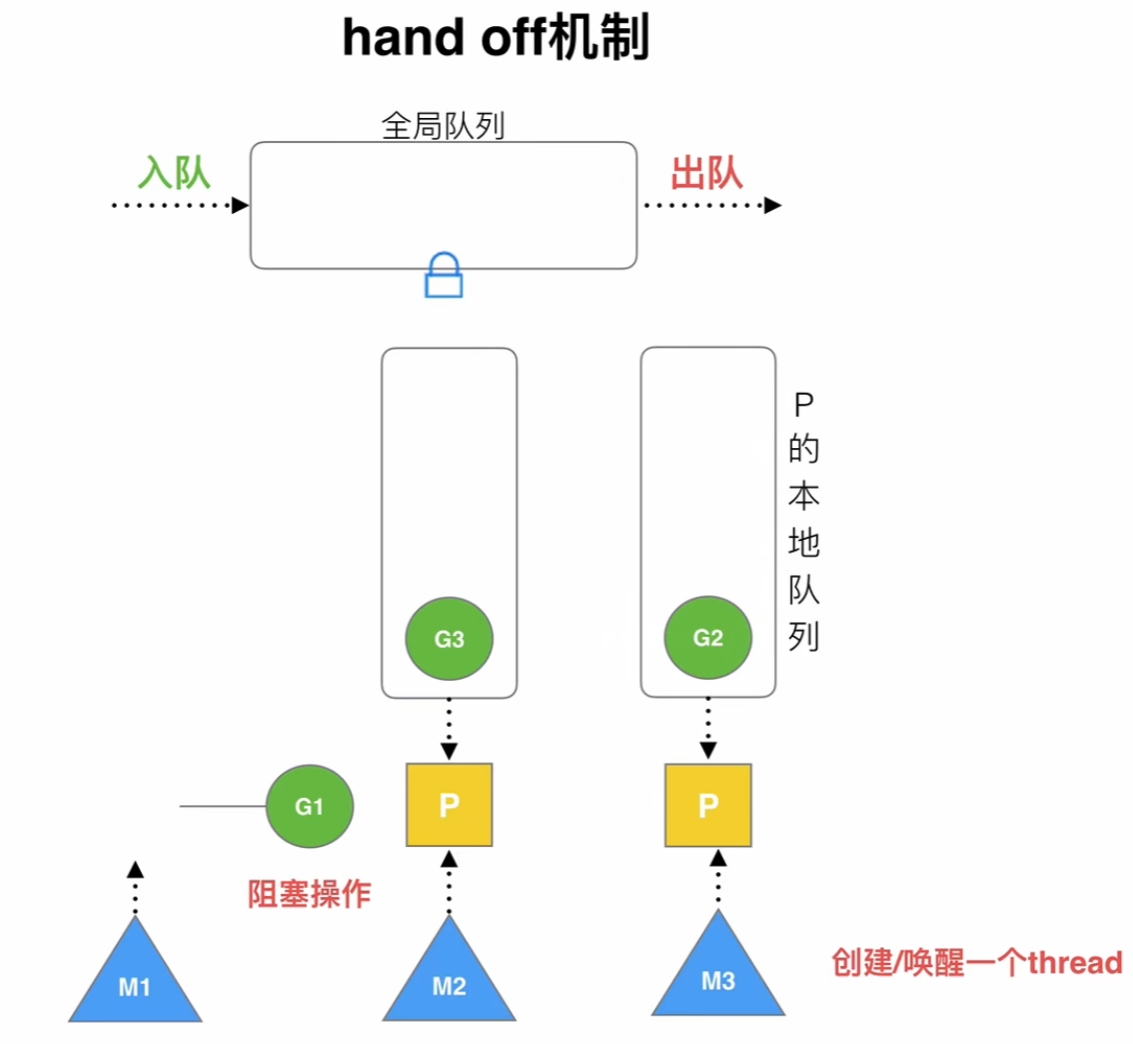 hand off机制
全局队列
入队
出队
P的本地队列
G3
G2
G1
P
P
阻塞操作
M1
M2
M3
创建/唤醒一个thread